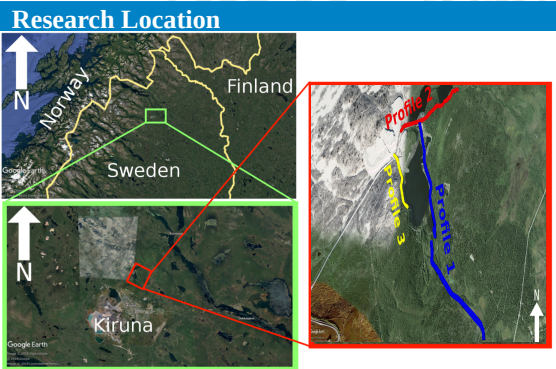 Research Location
Norway
Finland
N
Google Earth
Sweden
N
Kiruna
Google Earth
Profile 2
Profile 3
Profile 1
N